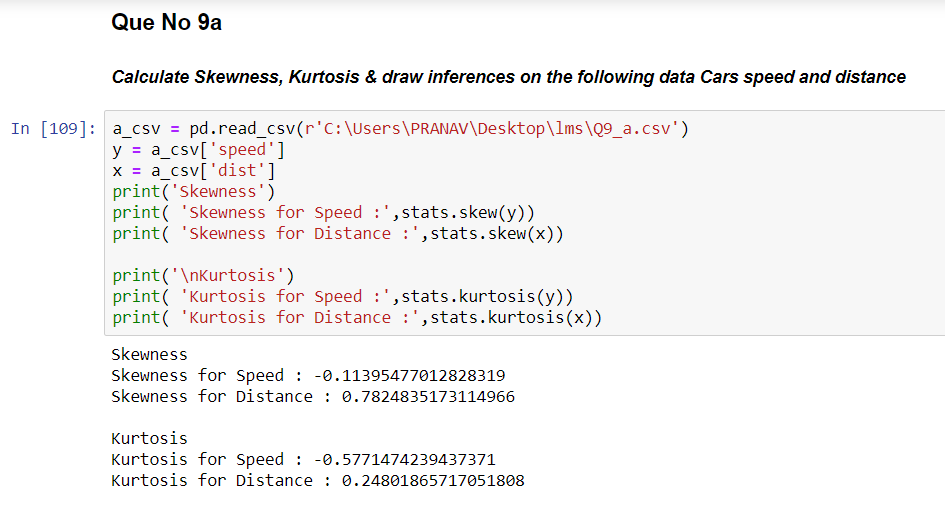 Que No 9a
Calculate Skewness, Kurtosis & draw inferences on the following data Cars speed and distance
In [109]: a_csv = pd.read_csv(r'C:\Users\PRANAV\Desktop\lms\Q9_a.csv')
y = a_csv['speed']
x = a_csv['dist']
print('Skewness')
print( 'Skewness for Speed :',stats.skew(y))
print( 'Skewness for Distance :',stats.skew(x))
print('\nKurtosis')
print( 'Kurtosis for Speed :',stats.kurtosis(y))
print( 'Kurtosis for Distance :',stats.kurtosis(x))
Skewness
Skewness for Speed : -0.11395477012828319
Skewness for Distance : 0.7824835173114966
Kurtosis
Kurtosis for Speed : -0.5771474239437371
Kurtosis for Distance : 0.24801865717051808